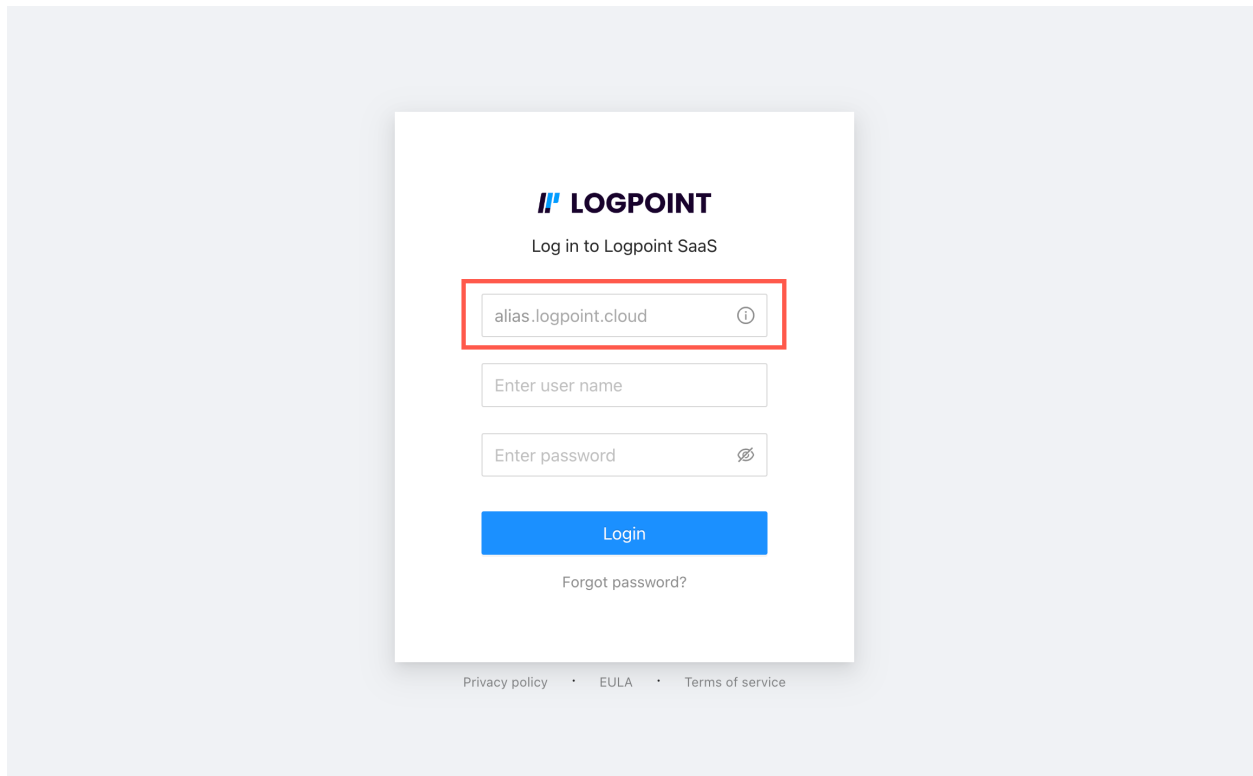 LOGPOINT
Log in to Logpoint SaaS
alias.logpoint.cloud
Enter user name
Enter password
Login
Forgot password?
Privacy policy · EULA · Terms of service